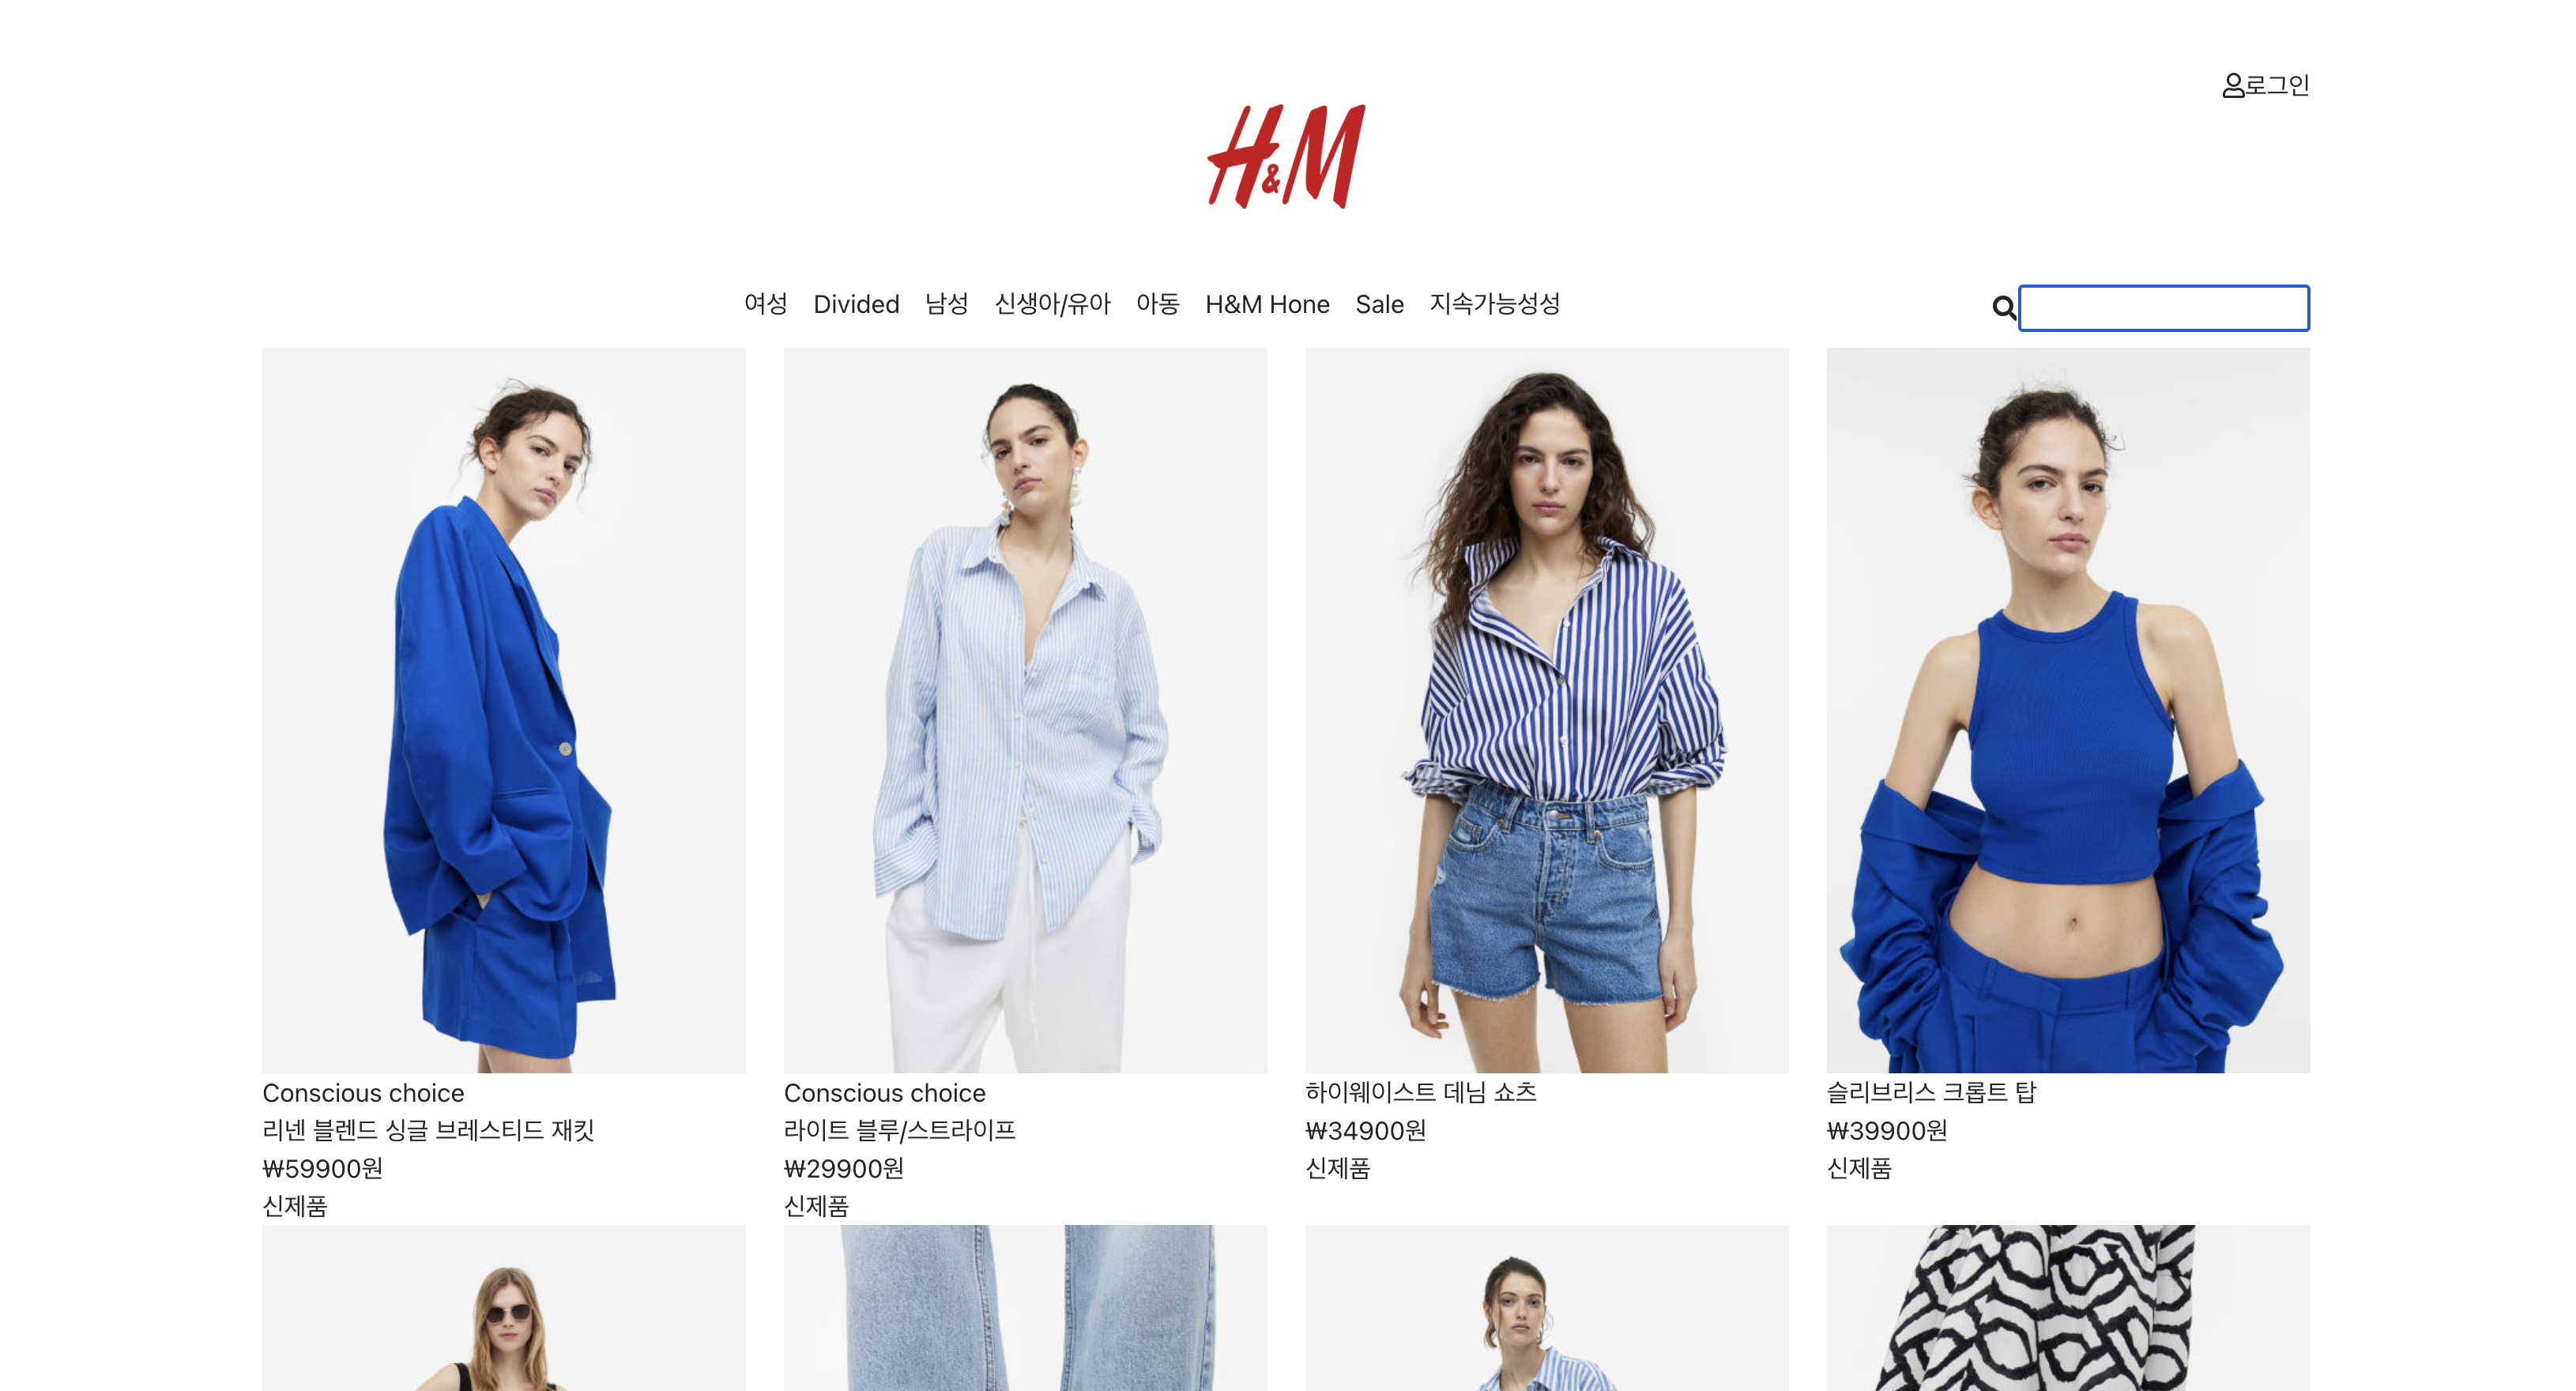 로그인
H&M
여성 Divided 남성 신생아/유아 아동 H&M Hone Sale 지속가능성성
Conscious choice
리넨 블렌드 싱글 브레스티드 재킷
₩59900원
신제품
Conscious choice
라이트 블루/스트라이프
₩29900원
신제품
하이웨이스트 데님 쇼츠
₩34900원
신제품
슬리브리스 크롭트 탑
₩39900원
신제품